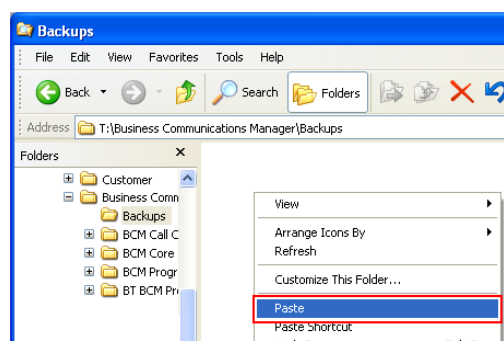 Backups
File Edit View Favorites Tools Help
Back Search Folders
Address T:\Business Communications Manager\Backups
Folders
Customer
Business Comm
Backups
BCM Call C
BCM Core
BCM Progr
BT BCM Pr
View
Arrange Icons By
Refresh
Customize This Folder...
Paste
Paste Shortcut